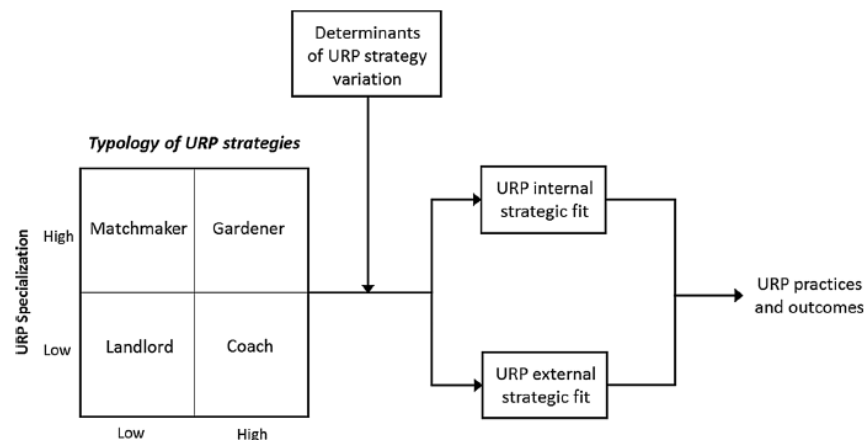 Determinants
of URP strategy
variation
Typology of URP strategies
URP internal
strategic fit
High
Matchmaker
Gardener
URP Specialization
URP practices
and outcomes
Low
Landlord
Coach
URP external
strategic fit
Low
High